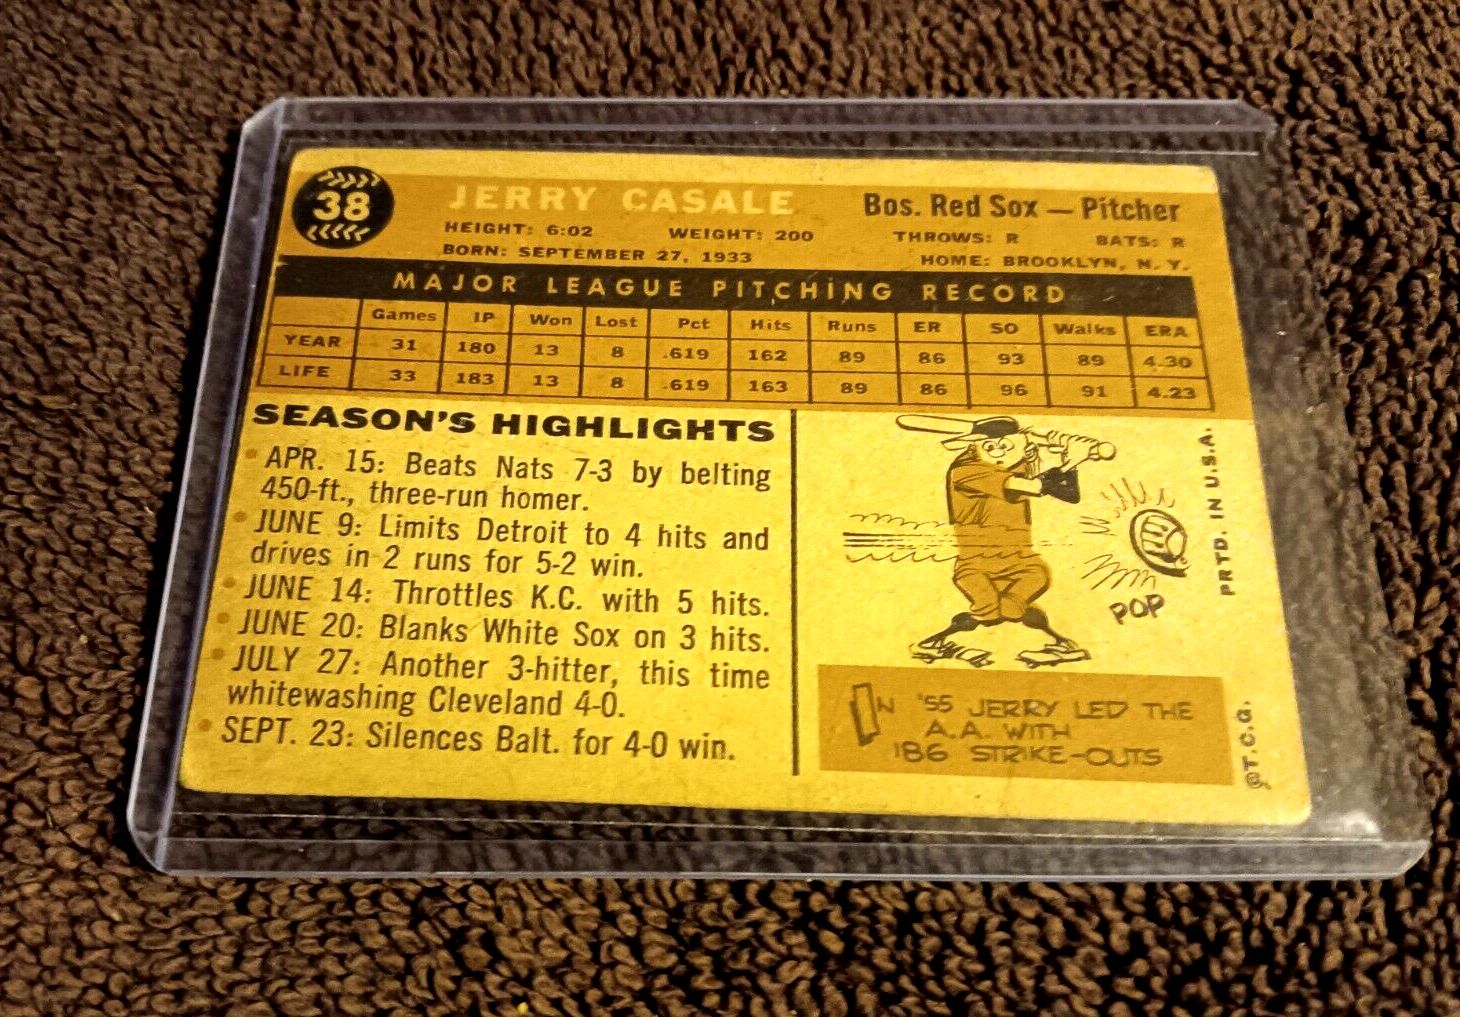 38
JERRY CASALE
Bos. Red Sox — Pitcher
HEIGHT: 6:02 WEIGHT: 200 THROWS: R BATS: R
BORN: SEPTEMBER 27, 1933 HOME: BROOKLYN, N. Y.
MAJOR LEAGUE PITCHING RECORD
Games IP Won Lost Pct Hits Runs ER SO Walks ERA
YEAR 31 180 13 8 .619 162 89 86 93 89 4.30
LIFE 33 183 13 8 .619 163 89 86 96 91 4.23
SEASON'S HIGHLIGHTS
• APR. 15: Beats Nats 7-3 by belting
450-ft., three-run homer.
• JUNE 9: Limits Detroit to 4 hits and
drives in 2 runs for 5-2 win.
• JUNE 14: Throttles K.C. with 5 hits.
• JUNE 20: Blanks White Sox on 3 hits.
• JULY 27: Another 3-hitter, this time
whitewashing Cleveland 4-0.
• SEPT. 23: Silences Balt. for 4-0 win.
POP
IN '55 JERRY LED THE
A.A. WITH
186 STRIKE-OUTS
©T.C.G.
PRTD. IN U.S.A.